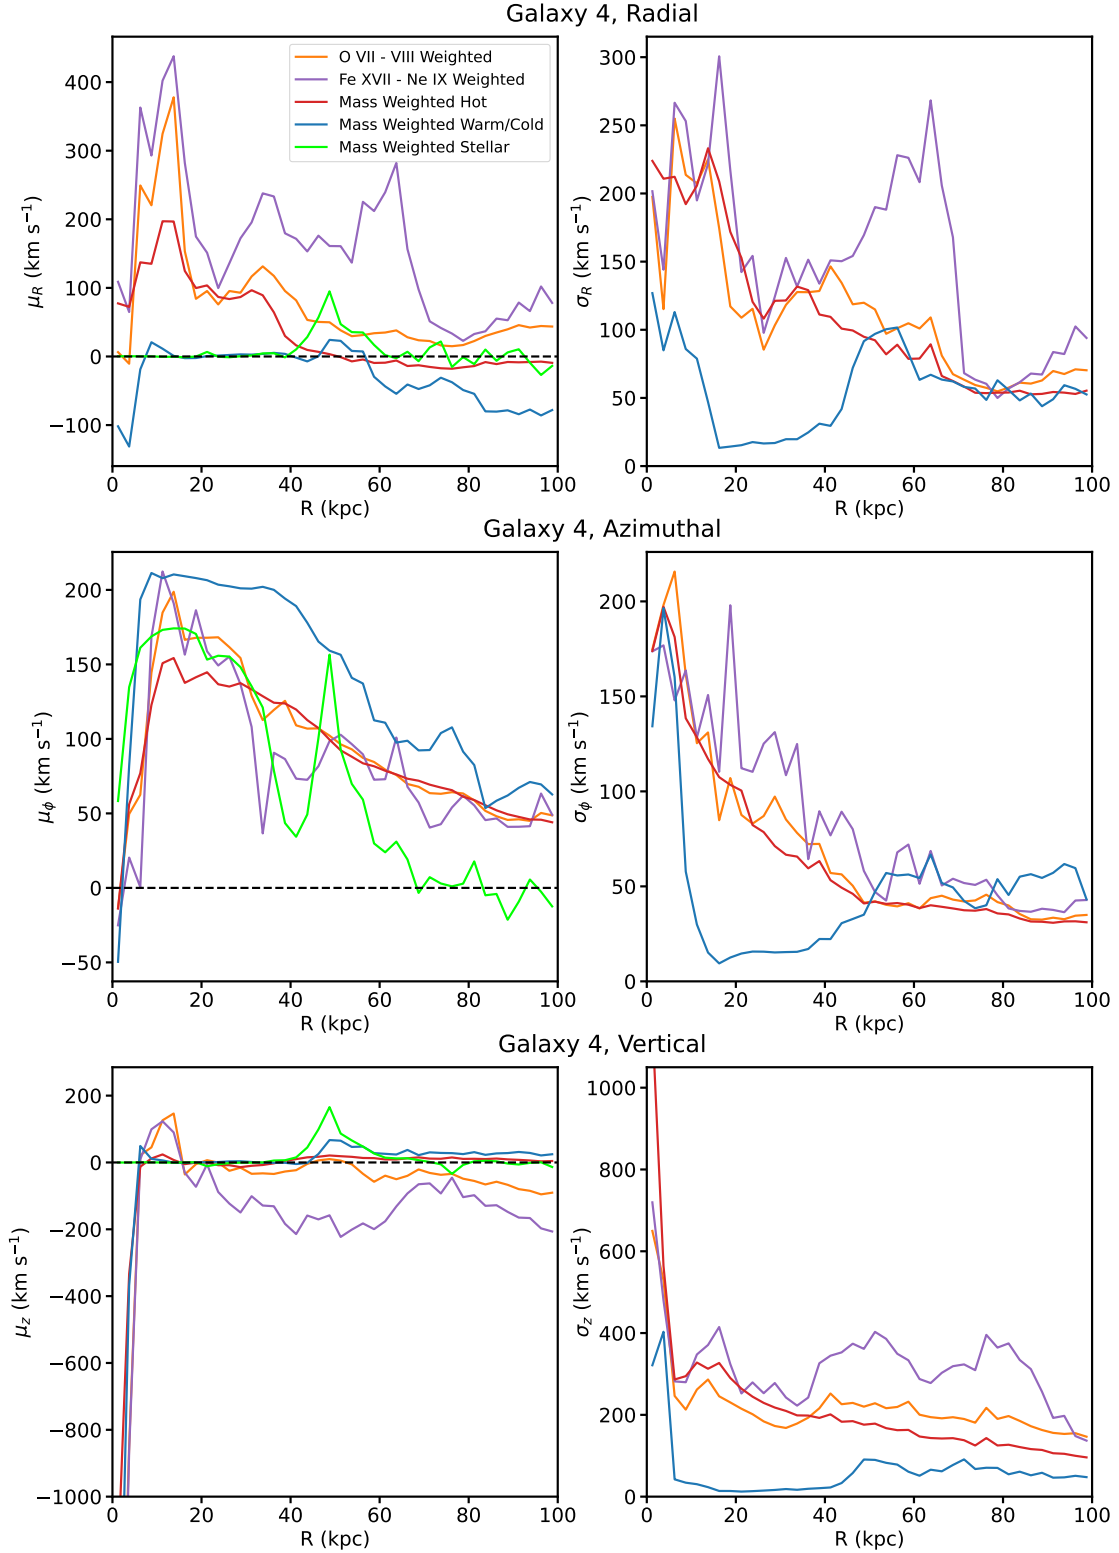 Galaxy 4, Radial
400
300
200
100
0
−100
μ_R (km s⁻¹)
O VII - VIII Weighted
Fe XVII - Ne IX Weighted
Mass Weighted Hot
Mass Weighted Warm/Cold
Mass Weighted Stellar
0 20 40 60 80 100
R (kpc)
300
250
200
150
100
50
0
σ_R (km s⁻¹)
0 20 40 60 80 100
R (kpc)
Galaxy 4, Azimuthal
200
150
100
50
0
−50
μ_ϕ (km s⁻¹)
0 20 40 60 80 100
R (kpc)
200
150
100
50
0
σ_ϕ (km s⁻¹)
0 20 40 60 80 100
R (kpc)
Galaxy 4, Vertical
200
0
−200
−400
−600
−800
−1000
μ_z (km s⁻¹)
0 20 40 60 80 100
R (kpc)
1000
800
600
400
200
0
σ_z (km s⁻¹)
0 20 40 60 80 100
R (kpc)